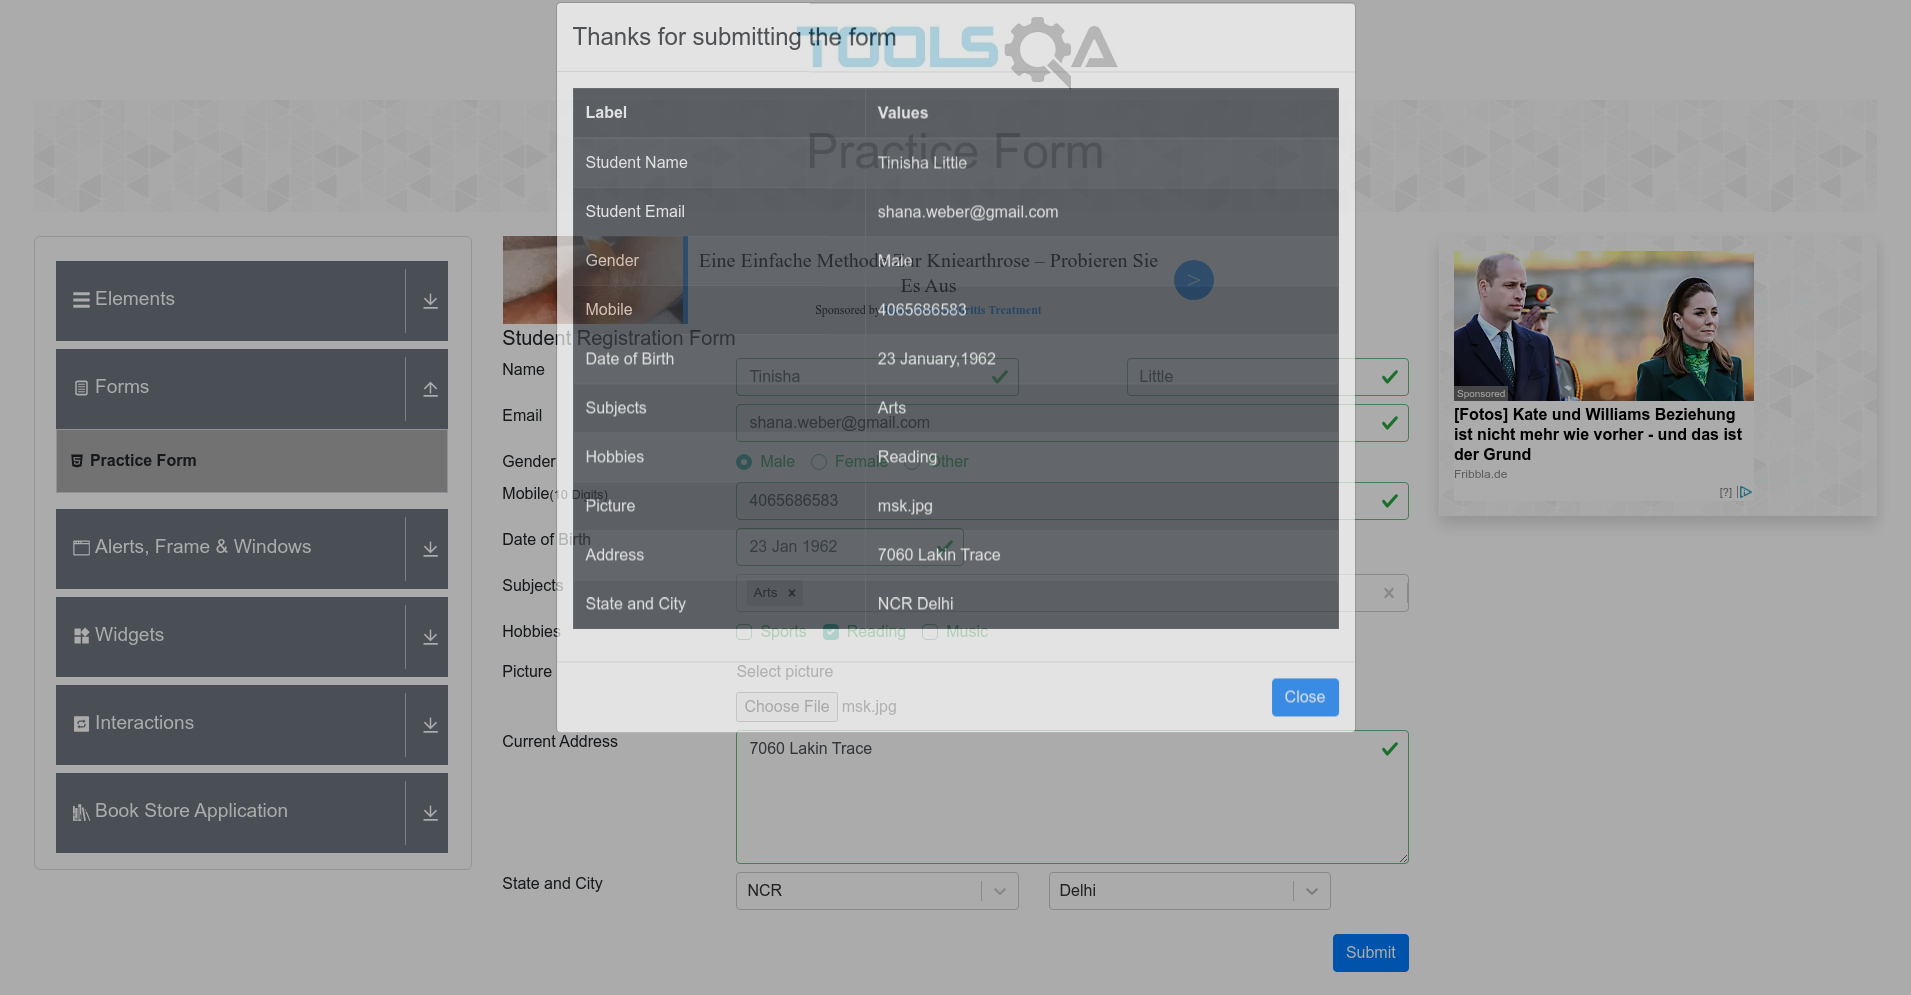 Thanks for submitting the form
TOOLSQA
Label Values
Practice Form
Student Name Tinisha Little
Student Email shana.weber@gmail.com
Gender Male
Mobile 4065686583
Date of Birth 23 January,1962
Subjects Arts
Hobbies Reading
Picture msk.jpg
Address 7060 Lakin Trace
State and City NCR Delhi
Close
Elements
Forms
Practice Form
Alerts, Frame & Windows
Widgets
Interactions
Book Store Application
Eine Einfache Kniearthrose – Probieren Sie
Es Aus
Sponsored by Treatment
>
Student Registration Form
Name Tinisha Little
Email shana.weber@gmail.com
Gender Male Female Other
Mobile(10 Digits) 4065686583
Date of Birth 23 Jan 1962
Subjects Arts
Hobbies Sports Reading Music
Picture Select picture
Choose File msk.jpg
Current Address 7060 Lakin Trace
State and City NCR Delhi
Submit
Sponsored
[Fotos] Kate und Williams Beziehung
ist nicht mehr wie vorher - und das ist
der Grund
Fribbla.de
[?]